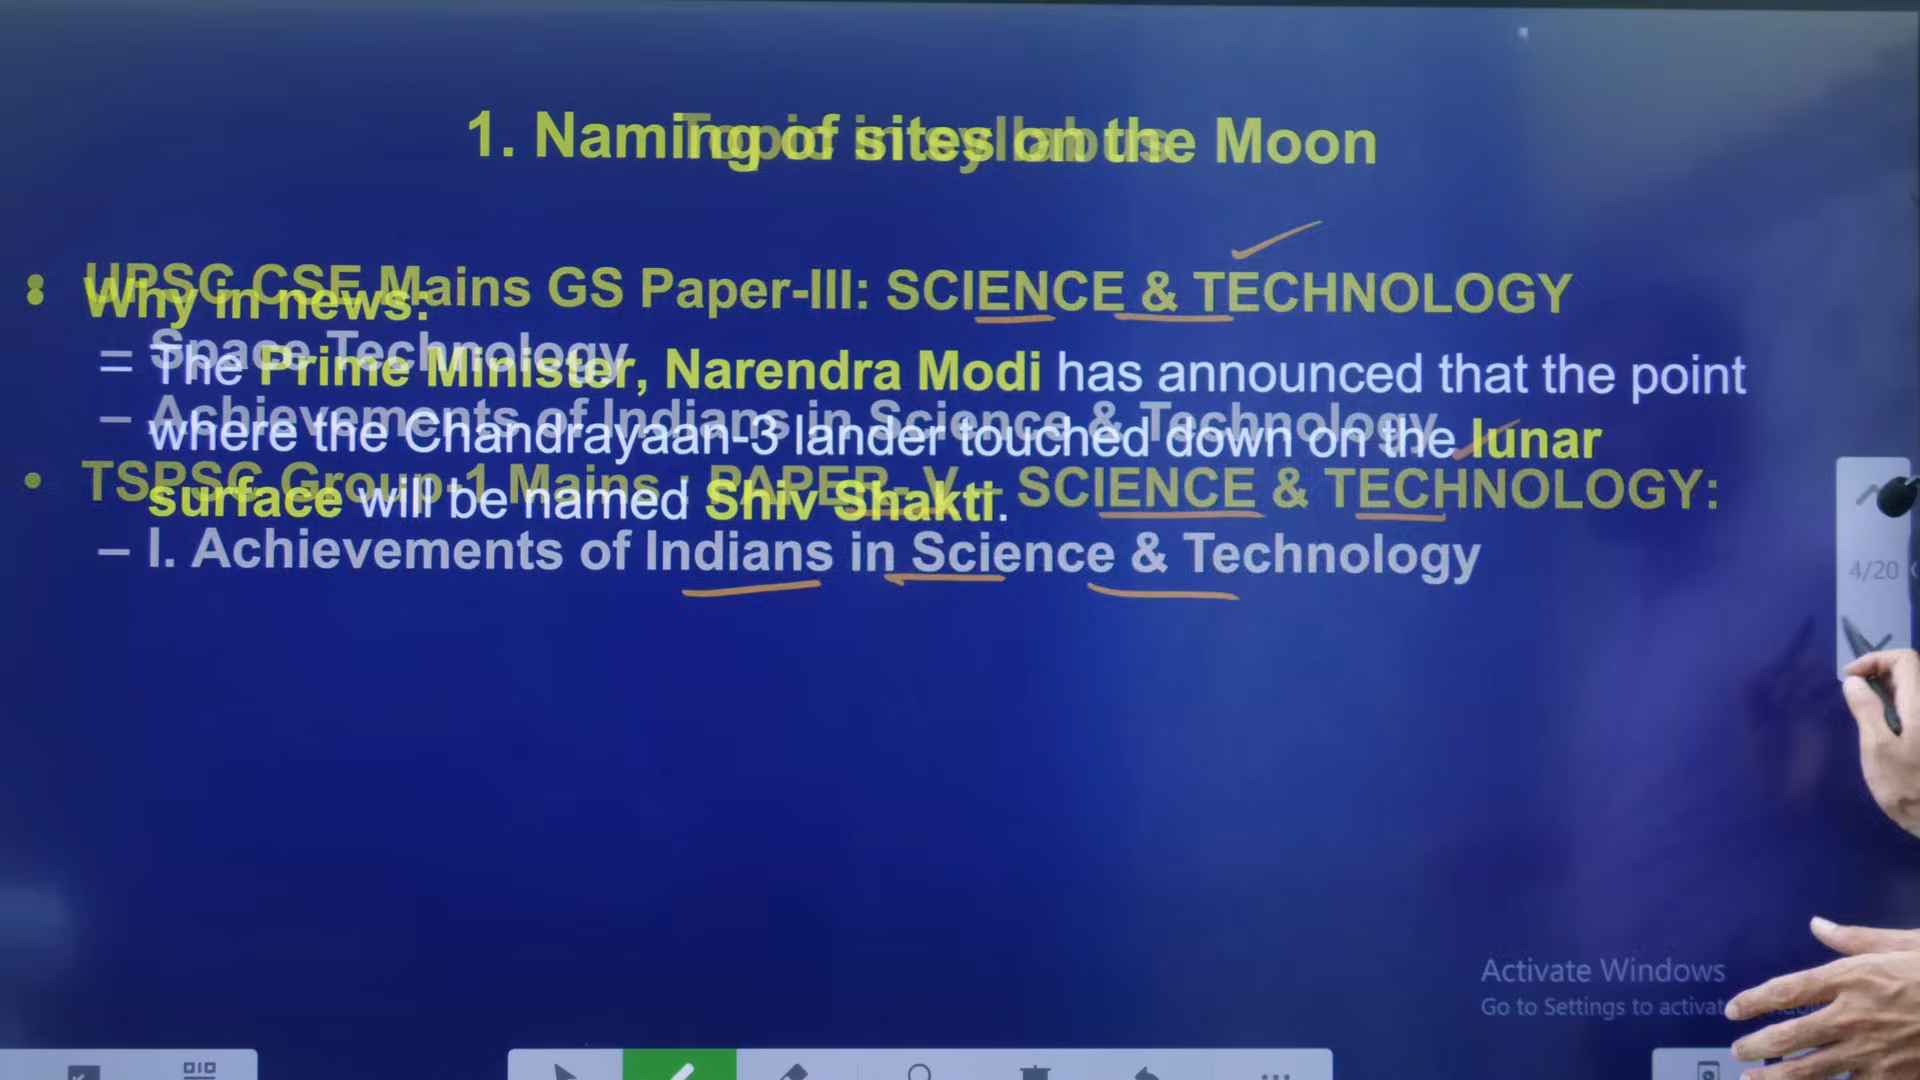 1. Naming of sites on the Moon
Topic in syllabus
• UPSC CSE Mains GS Paper-III: SCIENCE & TECHNOLOGY
• Why in news:
– Space Technology
– The Prime Minister, Narendra Modi has announced that the point
– Achievements of Indians in Science & Technology
where the Chandrayaan-3 lander touched down on the lunar
• TSPSC Group-1 Mains : PAPER- V - SCIENCE & TECHNOLOGY:
surface will be named Shiv Shakti.
– I. Achievements of Indians in Science & Technology
4/20
Activate Windows
Go to Settings to activat